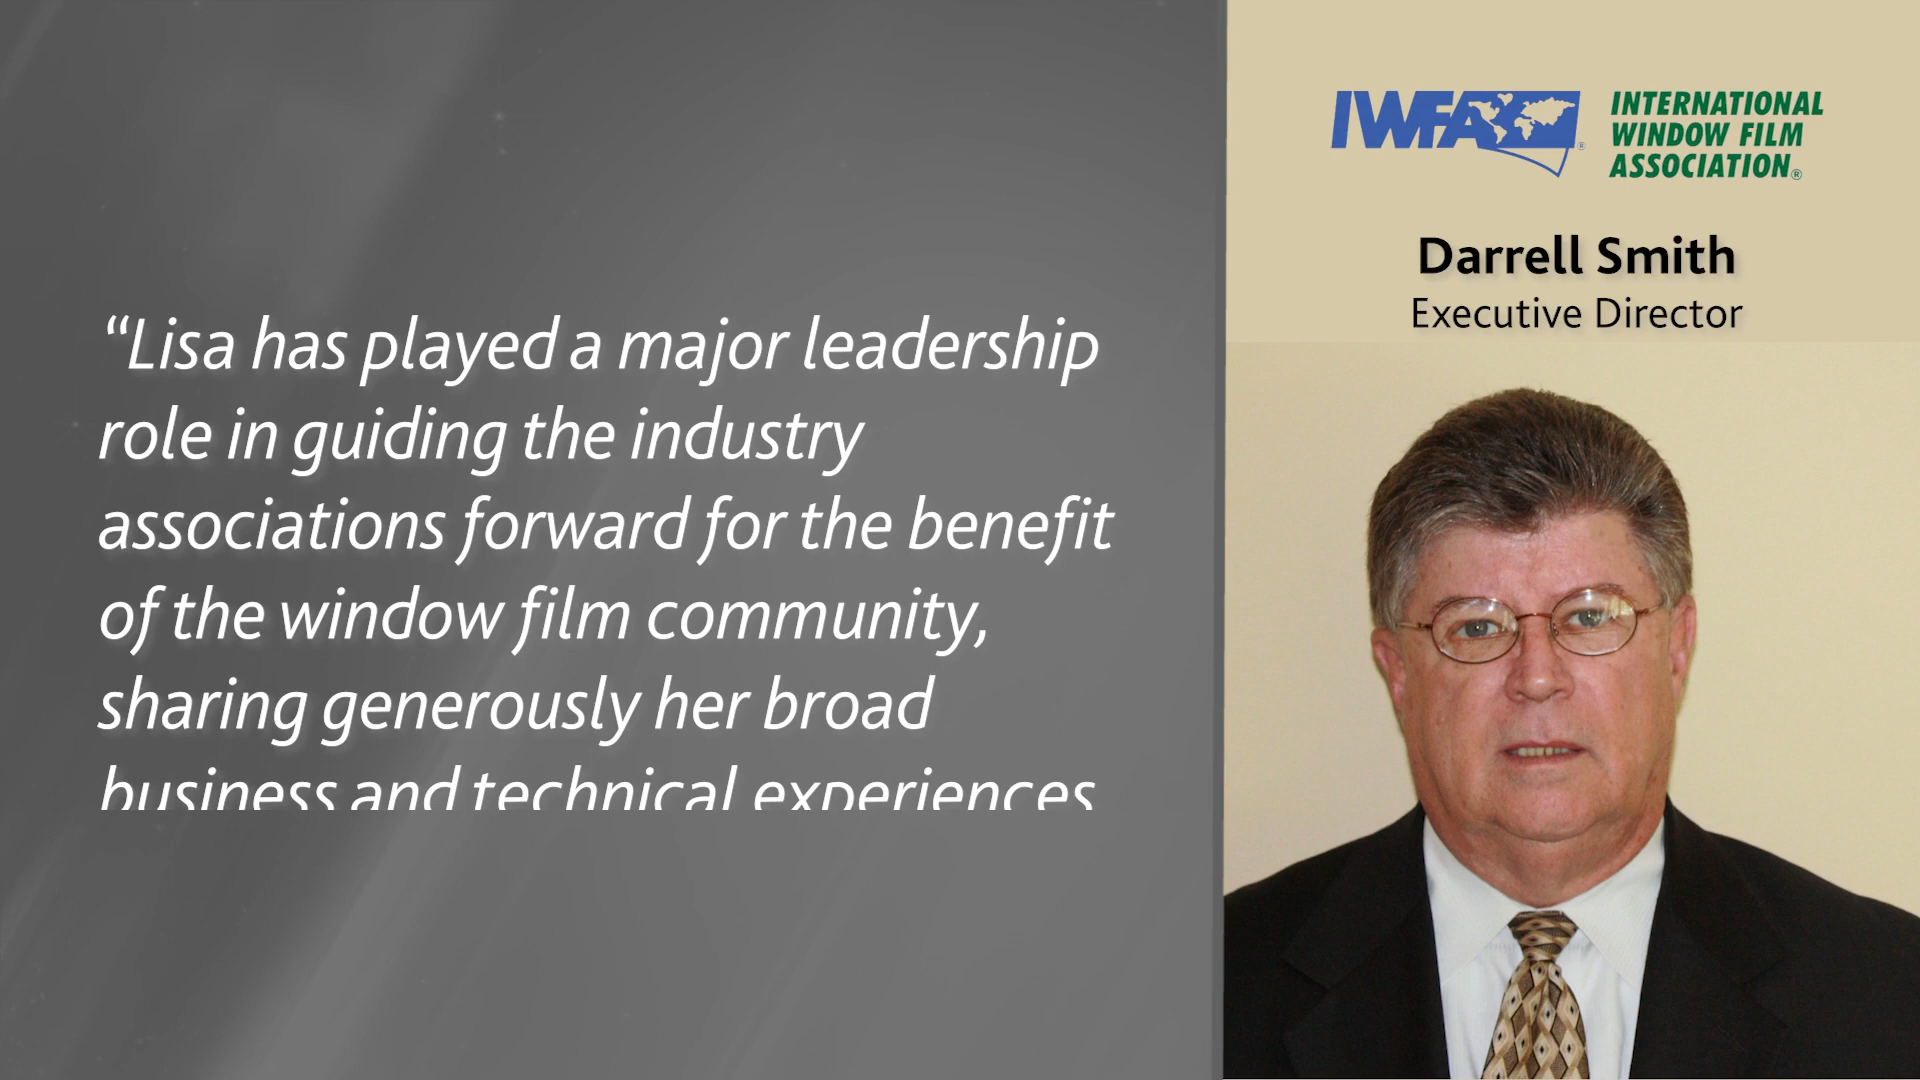 “Lisa has played a major leadership
role in guiding the industry
associations forward for the benefit
of the window film community,
sharing generously her broad
business and technical experiences
IWFA®
INTERNATIONAL
WINDOW FILM
ASSOCIATION®
Darrell Smith
Executive Director